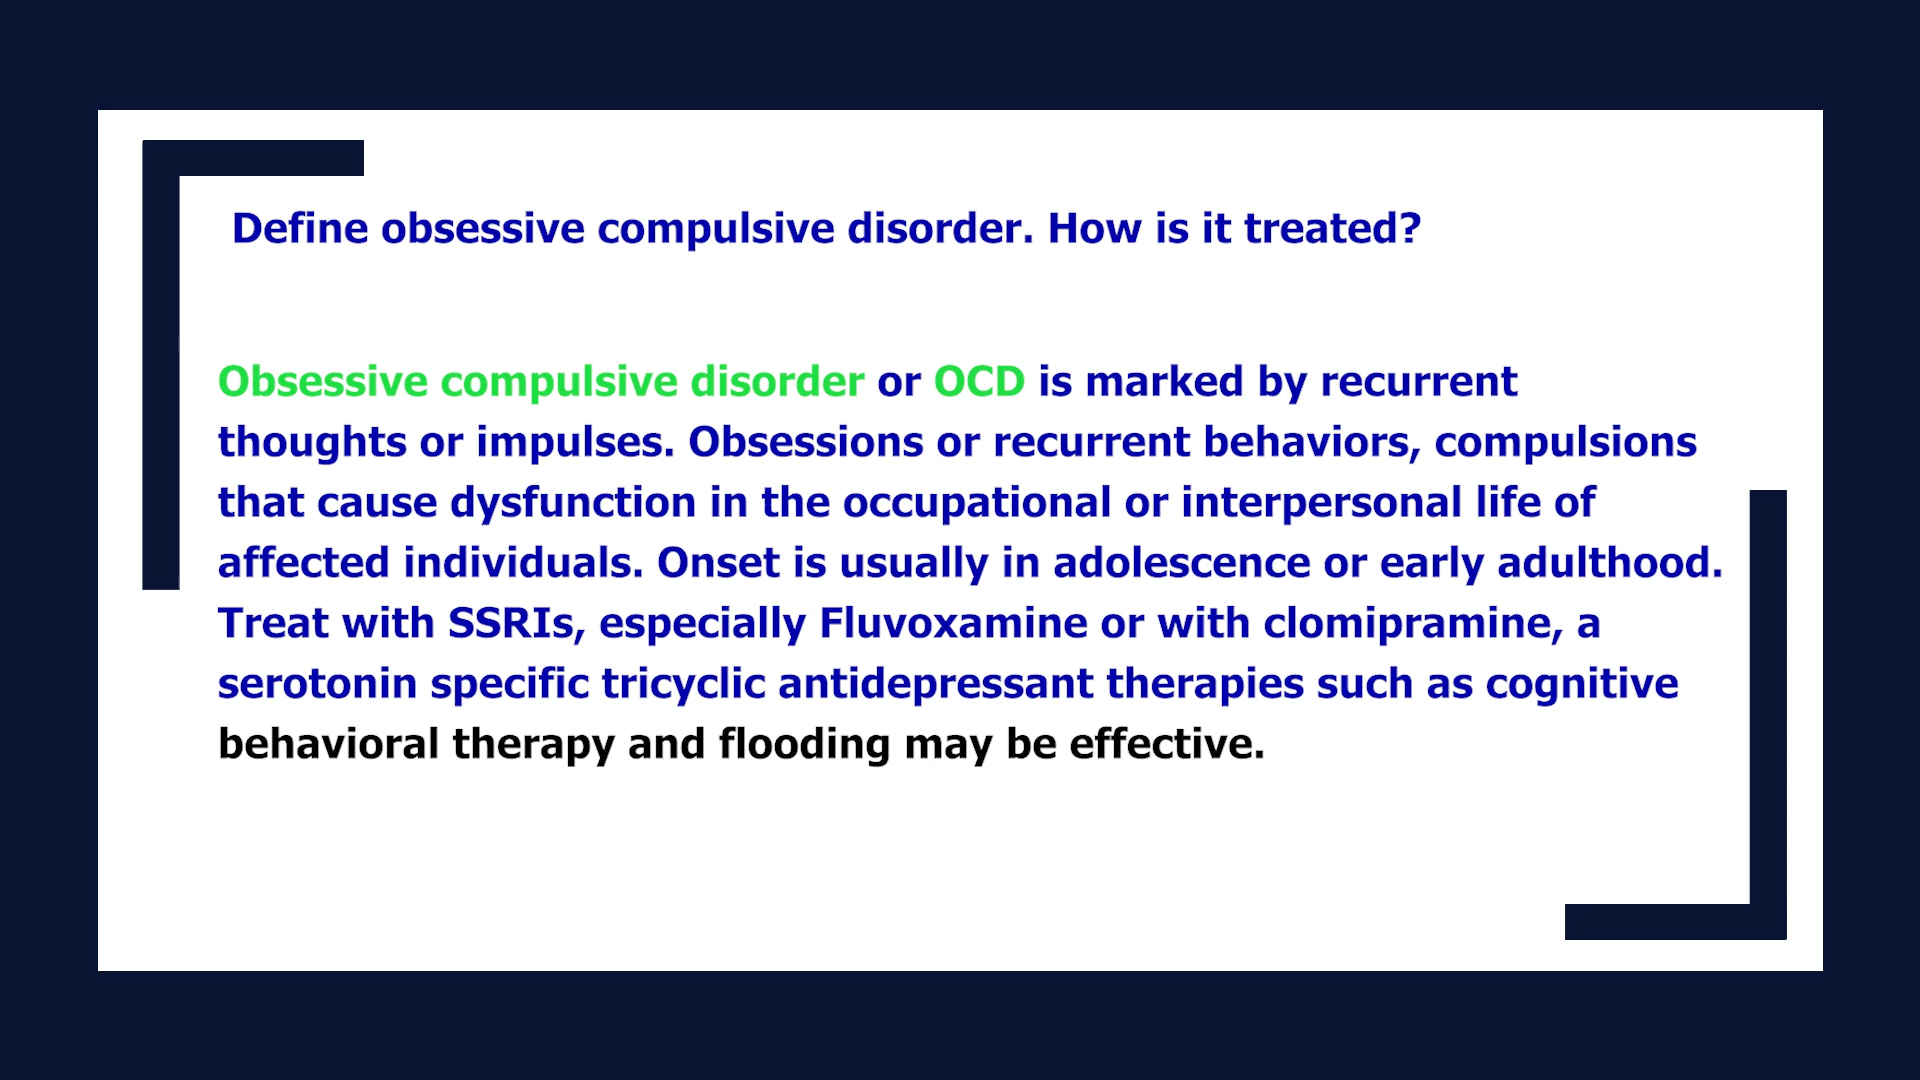 Define obsessive compulsive disorder. How is it treated?
Obsessive compulsive disorder or OCD is marked by recurrent
thoughts or impulses. Obsessions or recurrent behaviors, compulsions
that cause dysfunction in the occupational or interpersonal life of
affected individuals. Onset is usually in adolescence or early adulthood.
Treat with SSRIs, especially Fluvoxamine or with clomipramine, a
serotonin specific tricyclic antidepressant therapies such as cognitive
behavioral therapy and flooding may be effective.